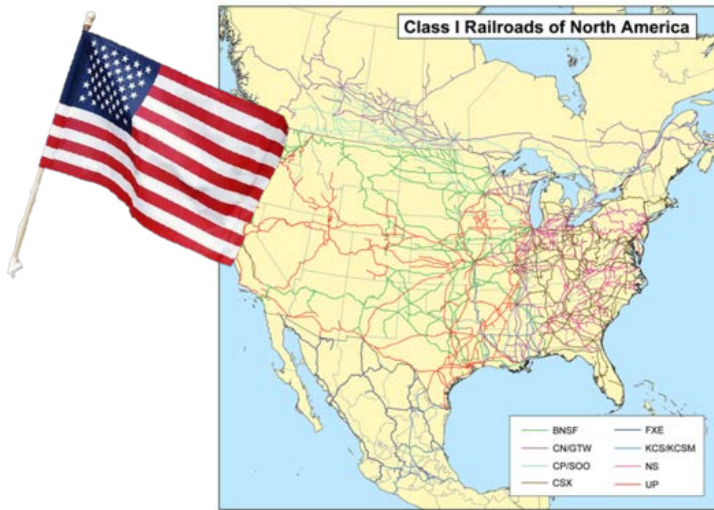 Class I Railroads of North America
BNSF
CN/GTW
CP/SOO
CSX
FXE
KCS/KCSM
NS
UP